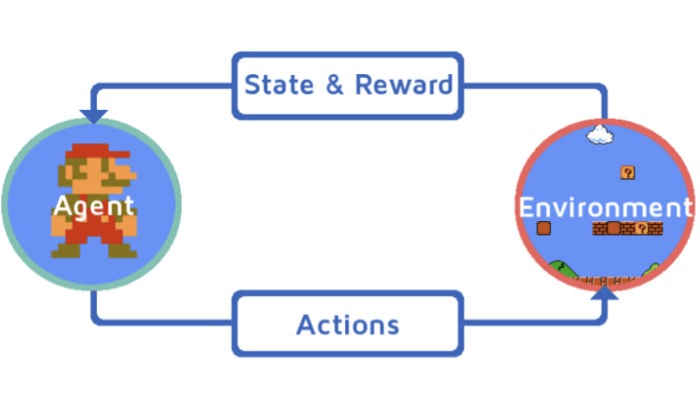 State & Reward
Agent
Environment
?
?
Actions